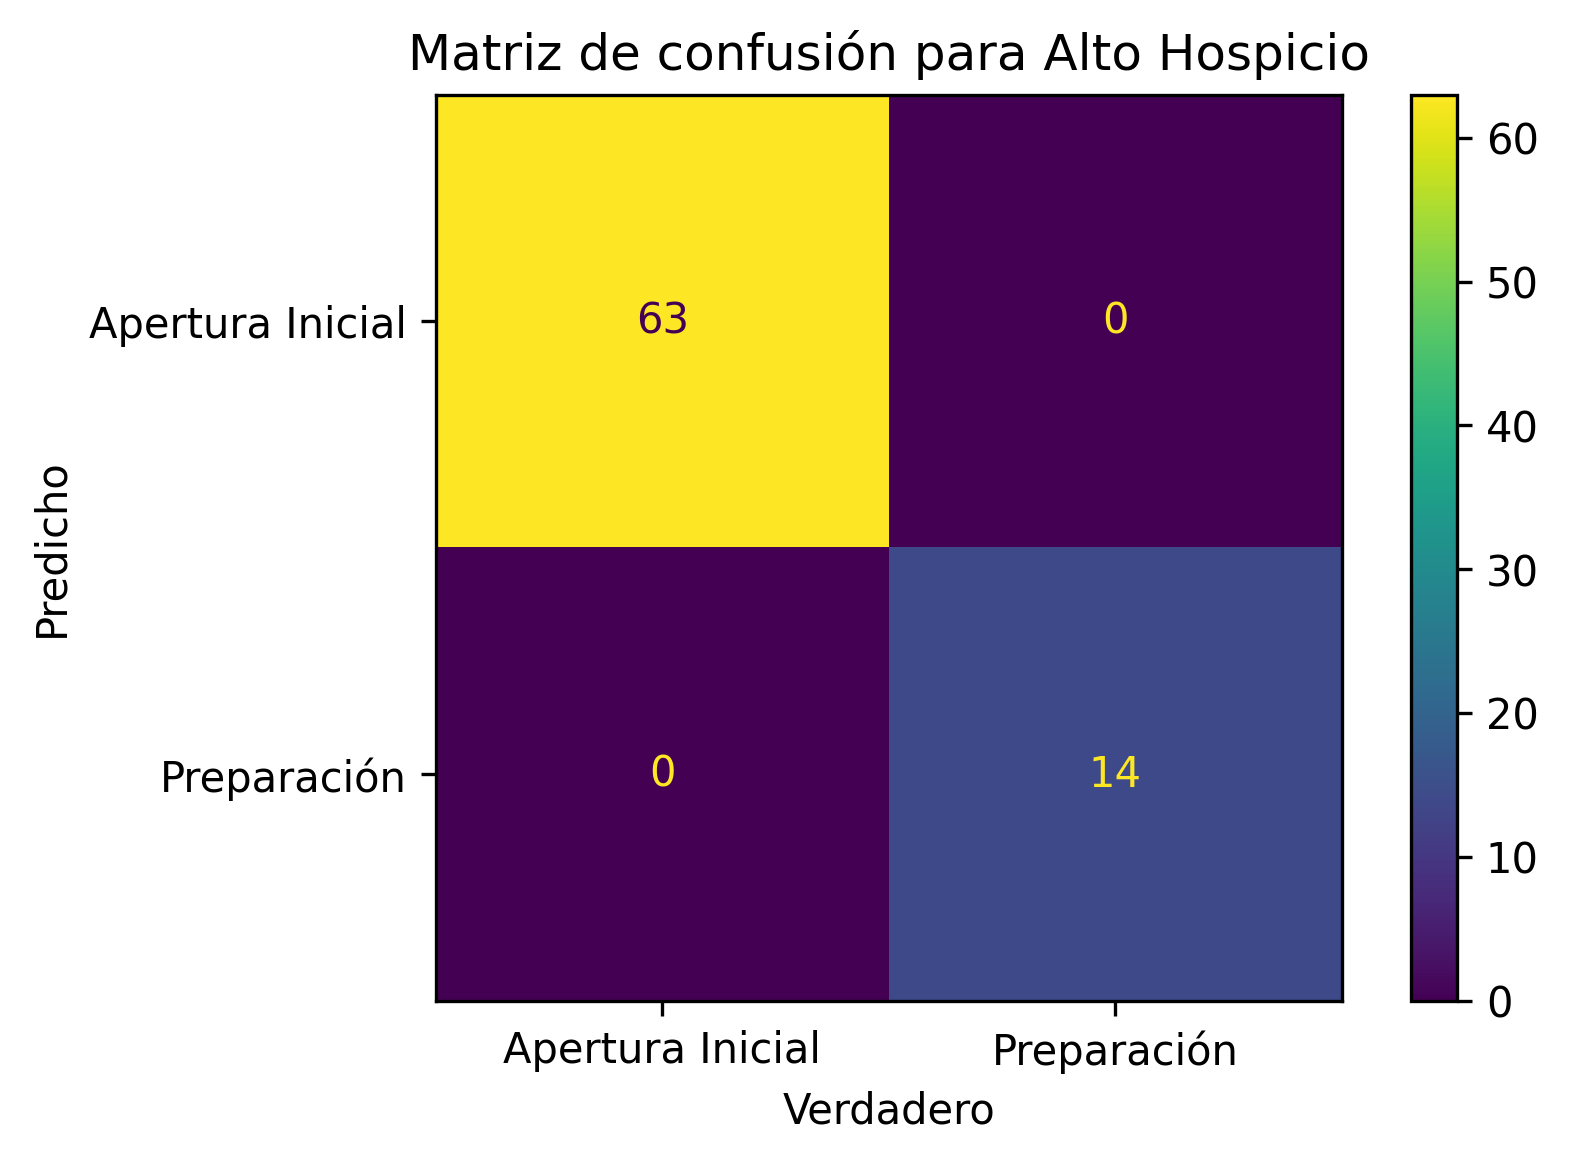 Matriz de confusión para Alto Hospicio
Predicho
Apertura Inicial
63
0
Preparación
0
14
Apertura Inicial
Preparación
Verdadero
60
50
40
30
20
10
0